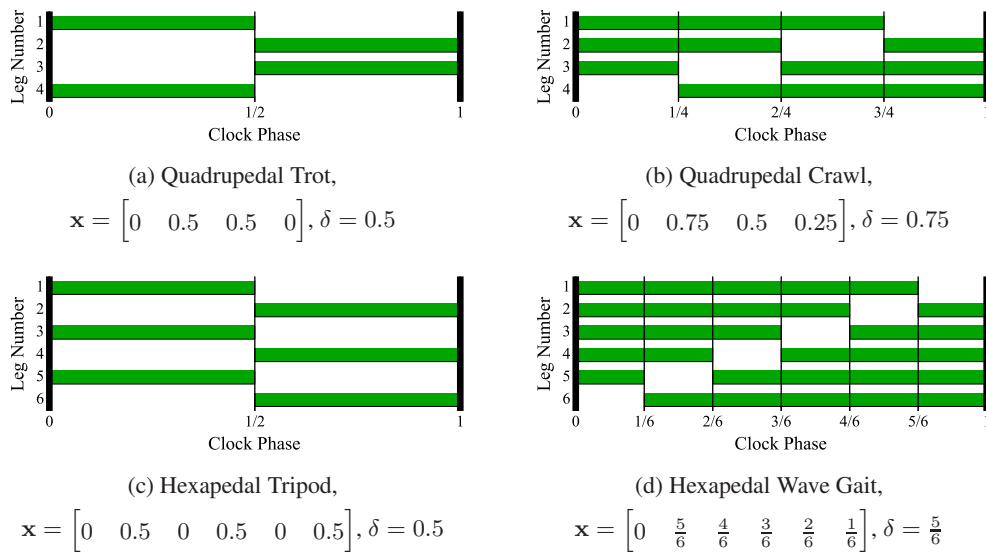 Leg Number
1
2
3
4
0 1/2 1
Clock Phase
(a) Quadrupedal Trot,
x = [0 0.5 0.5 0], δ = 0.5
Leg Number
1
2
3
4
0 1/4 2/4 3/4 1
Clock Phase
(b) Quadrupedal Crawl,
x = [0 0.75 0.5 0.25], δ = 0.75
Leg Number
1
2
3
4
5
6
0 1/2 1
Clock Phase
(c) Hexapedal Tripod,
x = [0 0.5 0 0.5 0 0.5], δ = 0.5
Leg Number
1
2
3
4
5
6
0 1/6 2/6 3/6 4/6 5/6 1
Clock Phase
(d) Hexapedal Wave Gait,
x = [0 5/6 4/6 3/6 2/6 1/6], δ = 5/6